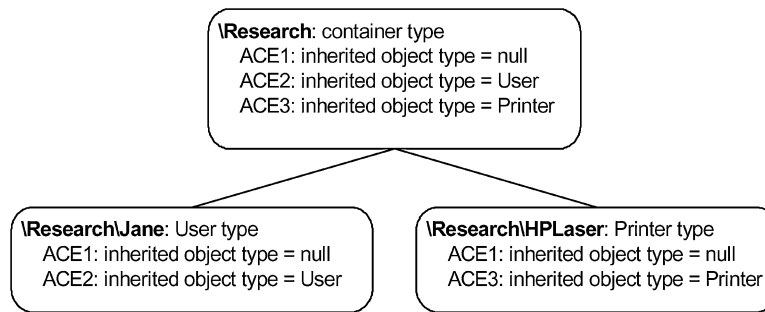 \Research: container type
ACE1: inherited object type = null
ACE2: inherited object type = User
ACE3: inherited object type = Printer
\Research\Jane: User type
ACE1: inherited object type = null
ACE2: inherited object type = User
\Research\HPLaser: Printer type
ACE1: inherited object type = null
ACE3: inherited object type = Printer